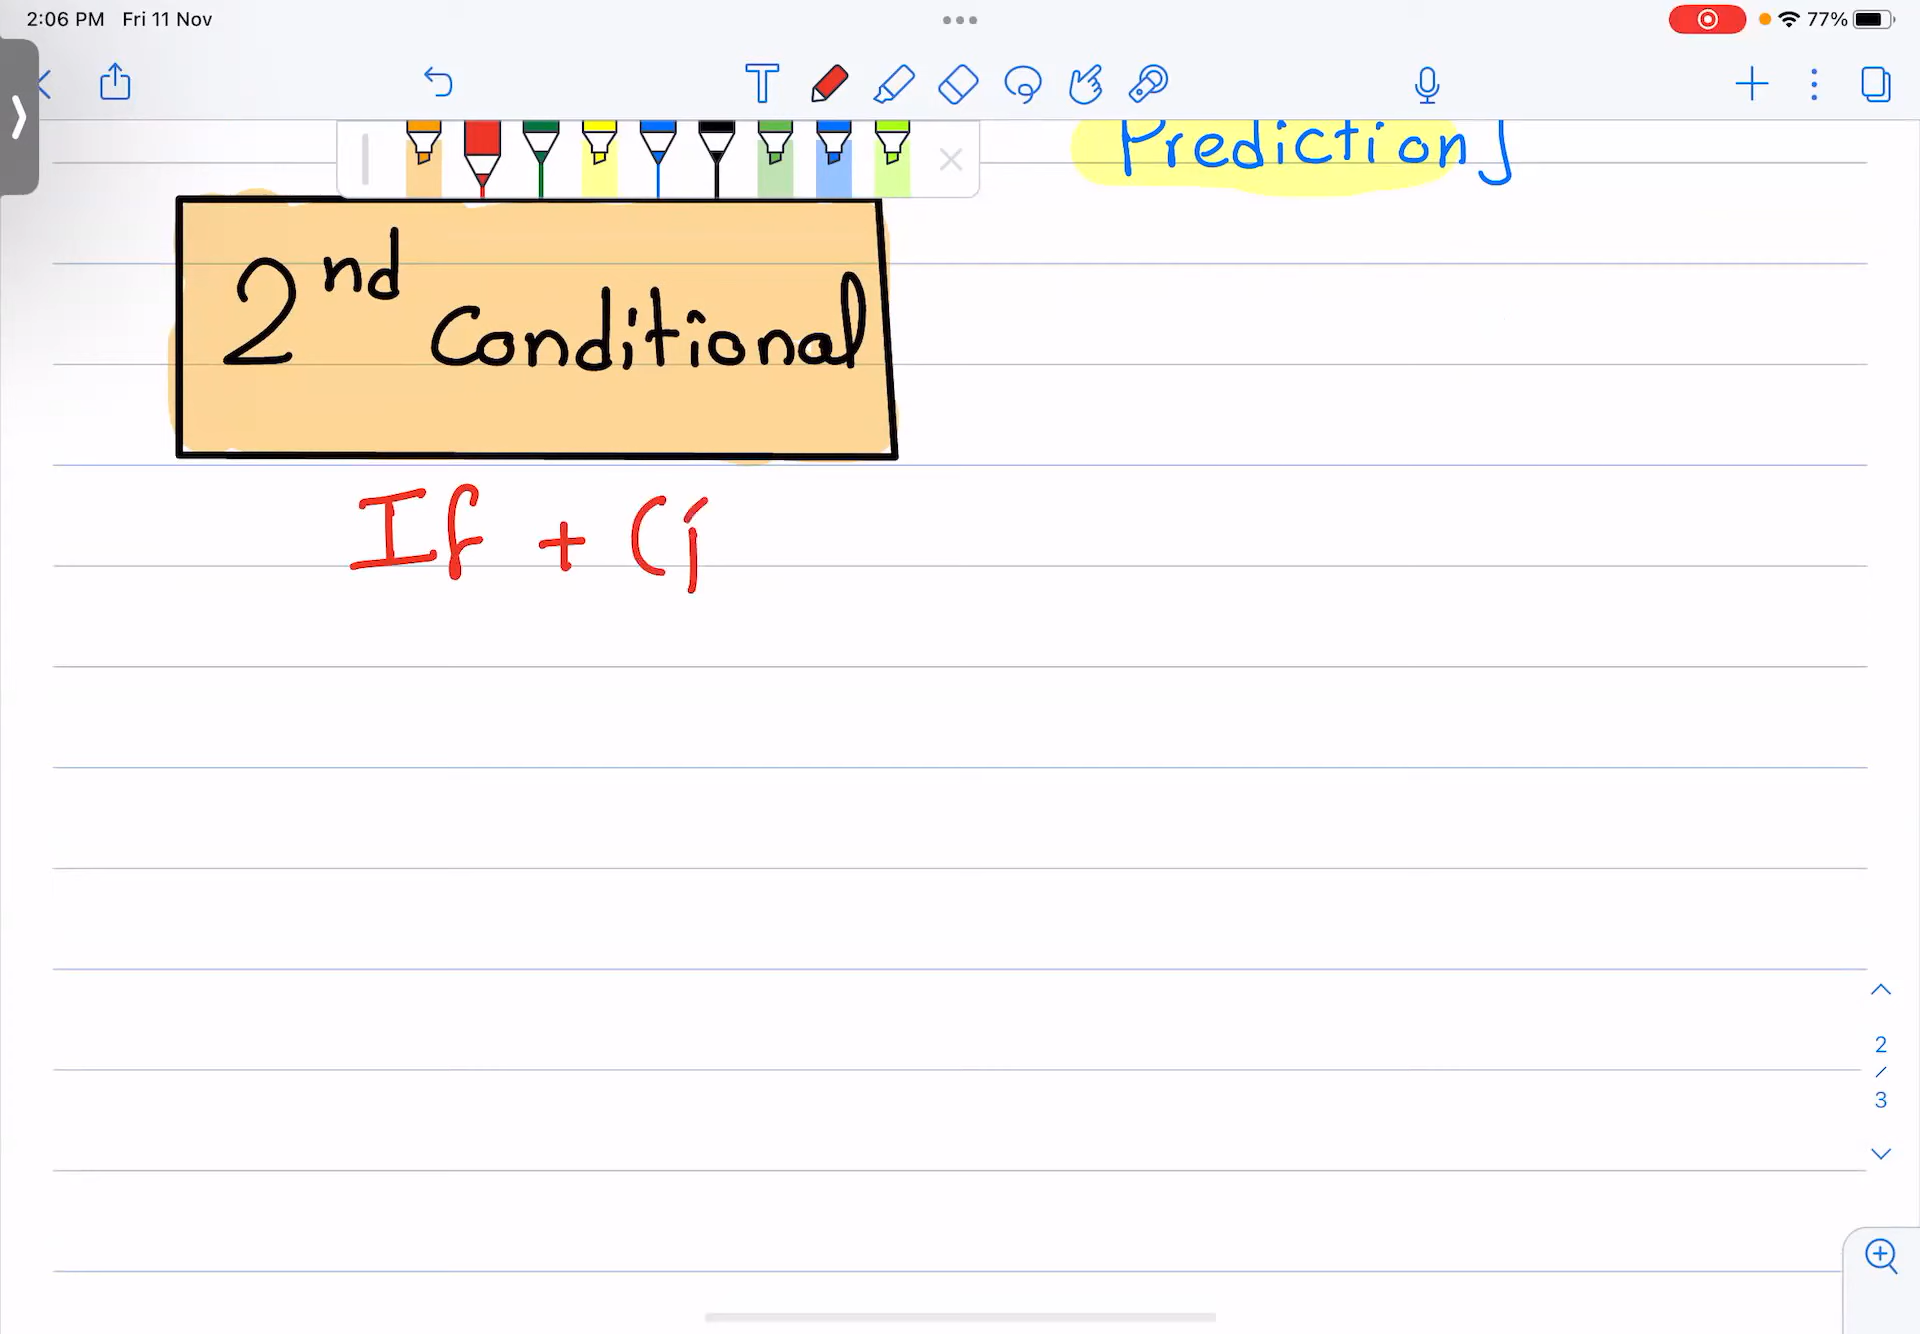 2:06 PM Fri 11 Nov
77%
Prediction]
2nd Conditional
If + (
2
/
3